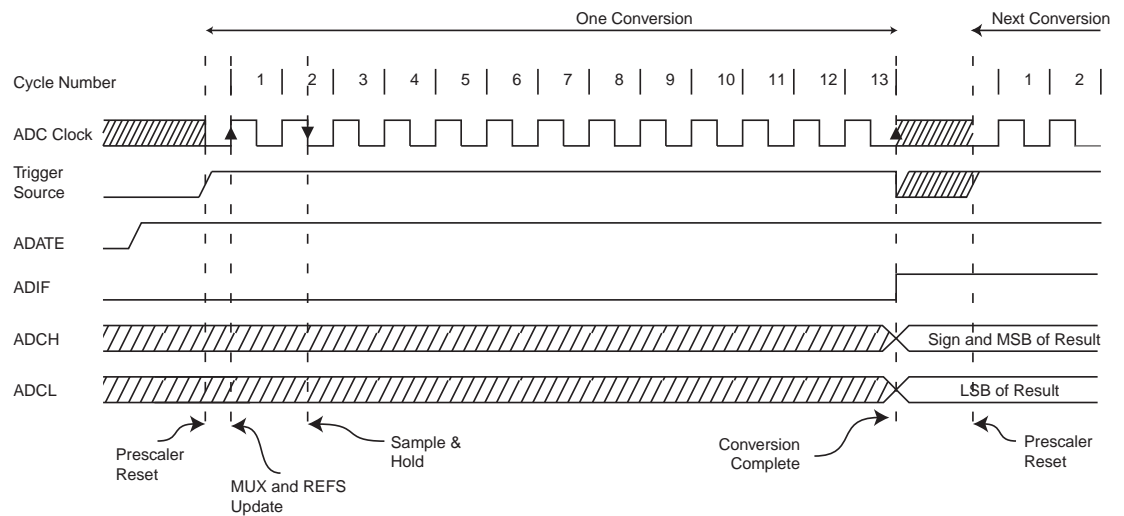 One Conversion
Next Conversion
Cycle Number
1 2 3 4 5 6 7 8 9 10 11 12 13 1 2
ADC Clock
Trigger
Source
ADATE
ADIF
ADCH
Sign and MSB of Result
ADCL
LSB of Result
Prescaler
Reset
MUX and REFS
Update
Sample &
Hold
Conversion
Complete
Prescaler
Reset